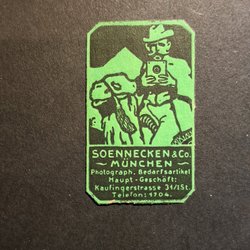 SOENNECKEN & Co.
~ MÜNCHEN ~
Photograph. Bedarfsartikel
Haupt-Geschäft:
Kaufingerstrasse 31/I St.
Telefon: 1704.